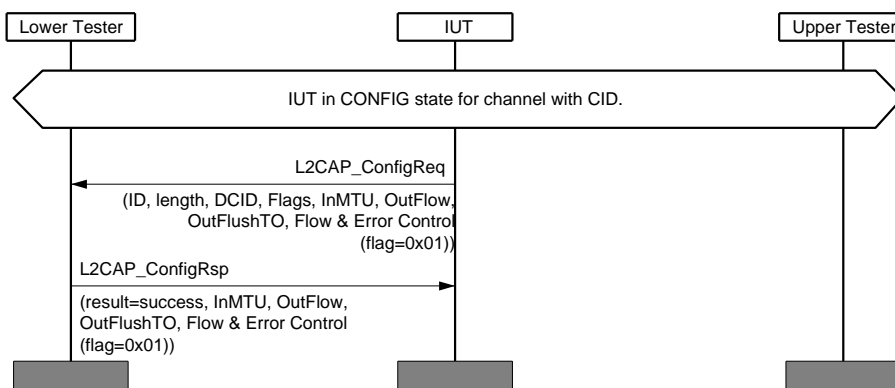 Lower Tester
IUT
Upper Tester
IUT in CONFIG state for channel with CID.
L2CAP_ConfigReq
(ID, length, DCID, Flags, InMTU, OutFlow,
OutFlushTO, Flow & Error Control
(flag=0x01))
L2CAP_ConfigRsp
(result=success, InMTU, OutFlow,
OutFlushTO, Flow & Error Control
(flag=0x01))